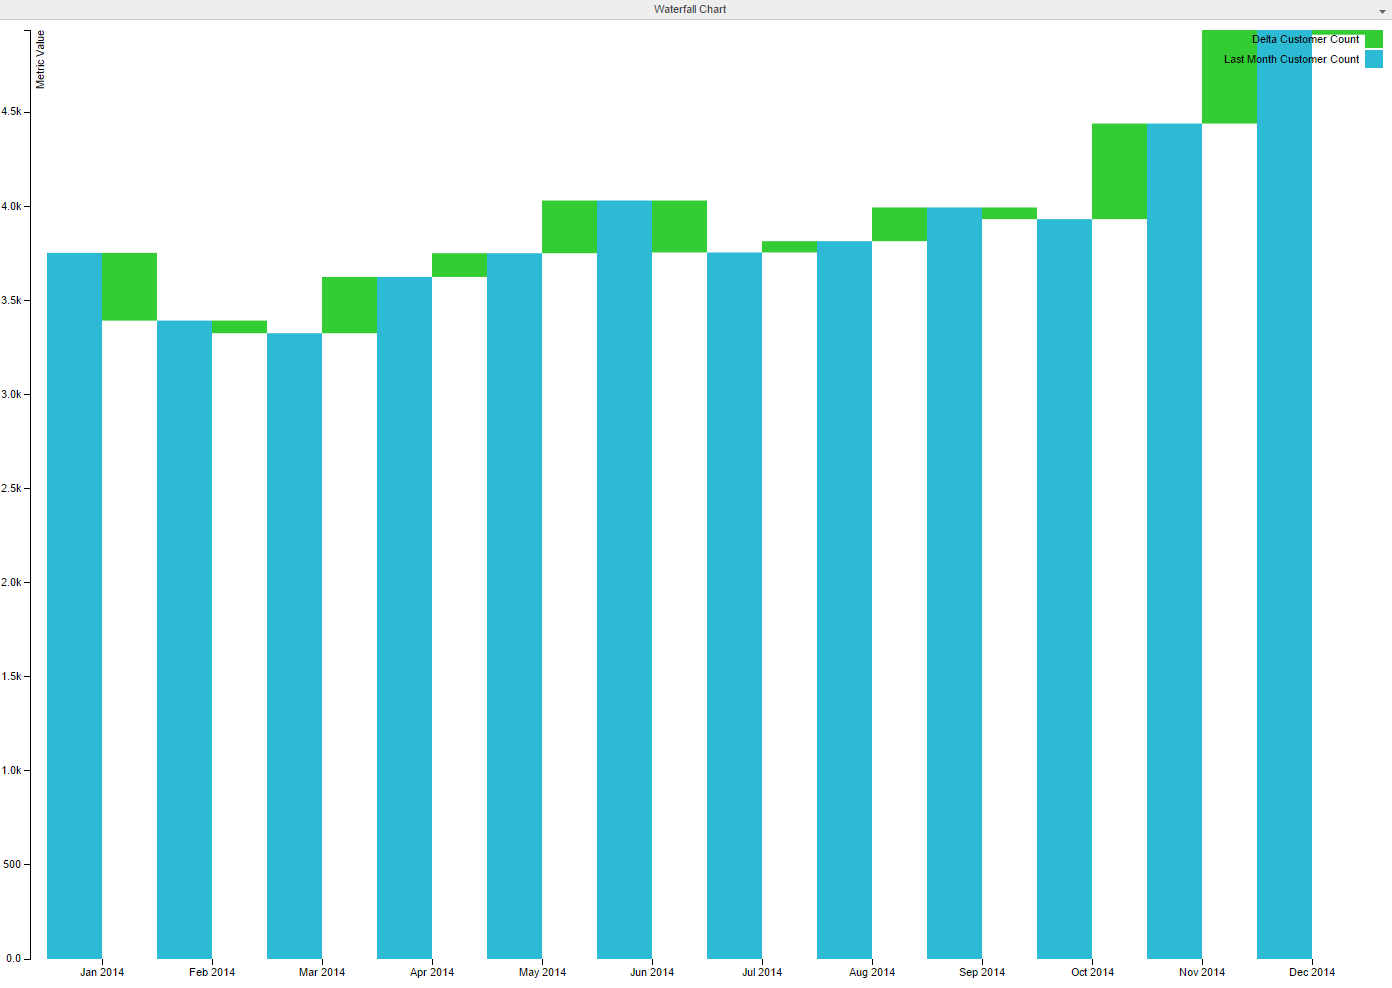 Waterfall Chart
Metric Value
Delta Customer Count
Last Month Customer Count
4.5k
4.0k
3.5k
3.0k
2.5k
2.0k
1.5k
1.0k
500
0.0
Jan 2014 Feb 2014 Mar 2014 Apr 2014 May 2014 Jun 2014 Jul 2014 Aug 2014 Sep 2014 Oct 2014 Nov 2014 Dec 2014